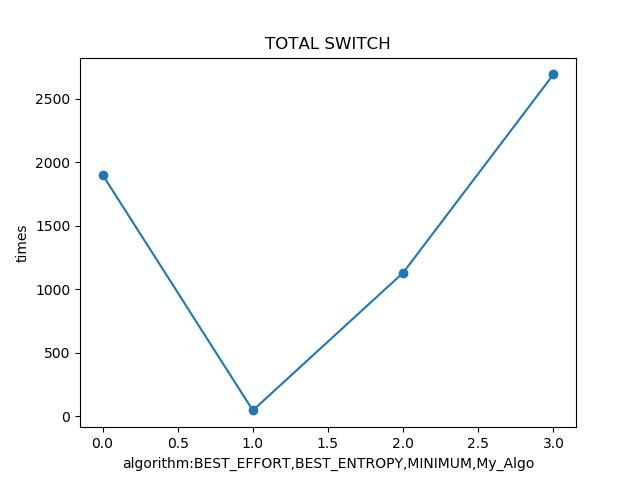 TOTAL SWITCH
2500
2000
1500
1000
500
0
times
0.0 0.5 1.0 1.5 2.0 2.5 3.0
algorithm:BEST_EFFORT,BEST_ENTROPY,MINIMUM,My_Algo